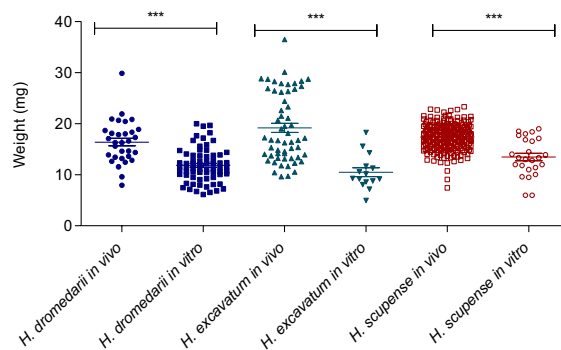 *** *** ***
40
30
20
10
0
Weight (mg)
H. dromedarii in vivo
H. dromedarii in vitro
H. excavatum in vivo
H. excavatum in vitro
H. scupense in vivo
H. scupense in vitro